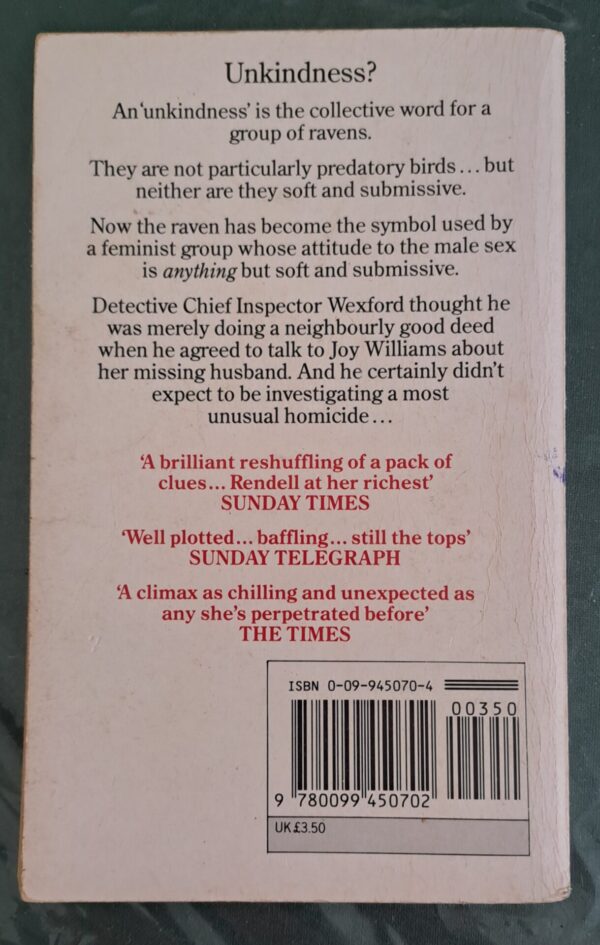 Unkindness?
An 'unkindness' is the collective word for a
group of ravens.
They are not particularly predatory birds... but
neither are they soft and submissive.
Now the raven has become the symbol used by
a feminist group whose attitude to the male sex
is anything but soft and submissive.
Detective Chief Inspector Wexford thought he
was merely doing a neighbourly good deed
when he agreed to talk to Joy Williams about
her missing husband. And he certainly didn't
expect to be investigating a most
unusual homicide...
'A brilliant reshuffling of a pack of
clues... Rendell at her richest'
SUNDAY TIMES
'Well plotted... baffling... still the tops'
SUNDAY TELEGRAPH
'A climax as chilling and unexpected as
any she's perpetrated before'
THE TIMES
ISBN 0-09-945070-4
00350
9 780099 450702
UK£3.50